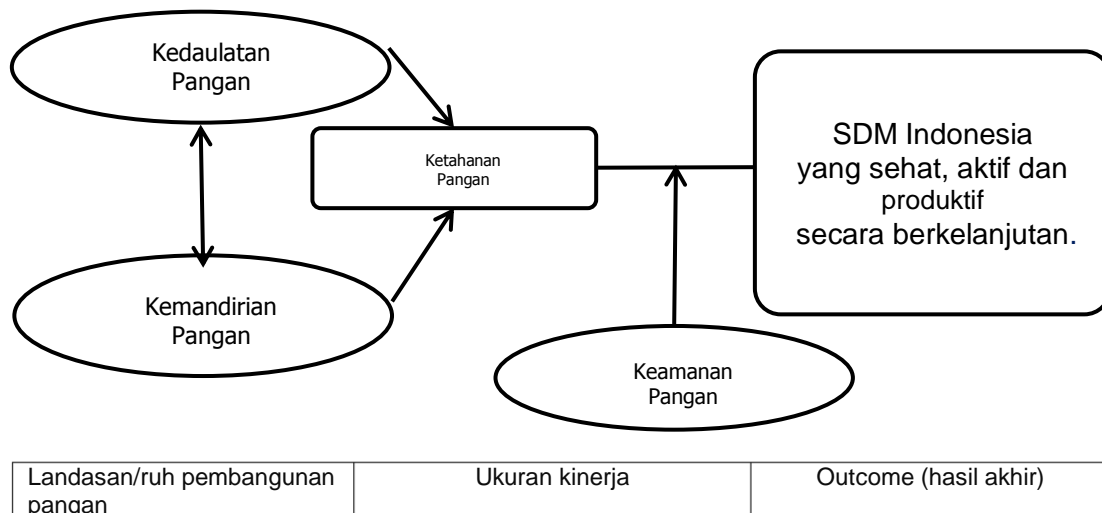 Kedaulatan
Pangan
Ketahanan
Pangan
SDM Indonesia
yang sehat, aktif dan
produktif
secara berkelanjutan.
Kemandirian
Pangan
Keamanan
Pangan
Landasan/ruh pembangunan
pangan
Ukuran kinerja
Outcome (hasil akhir)